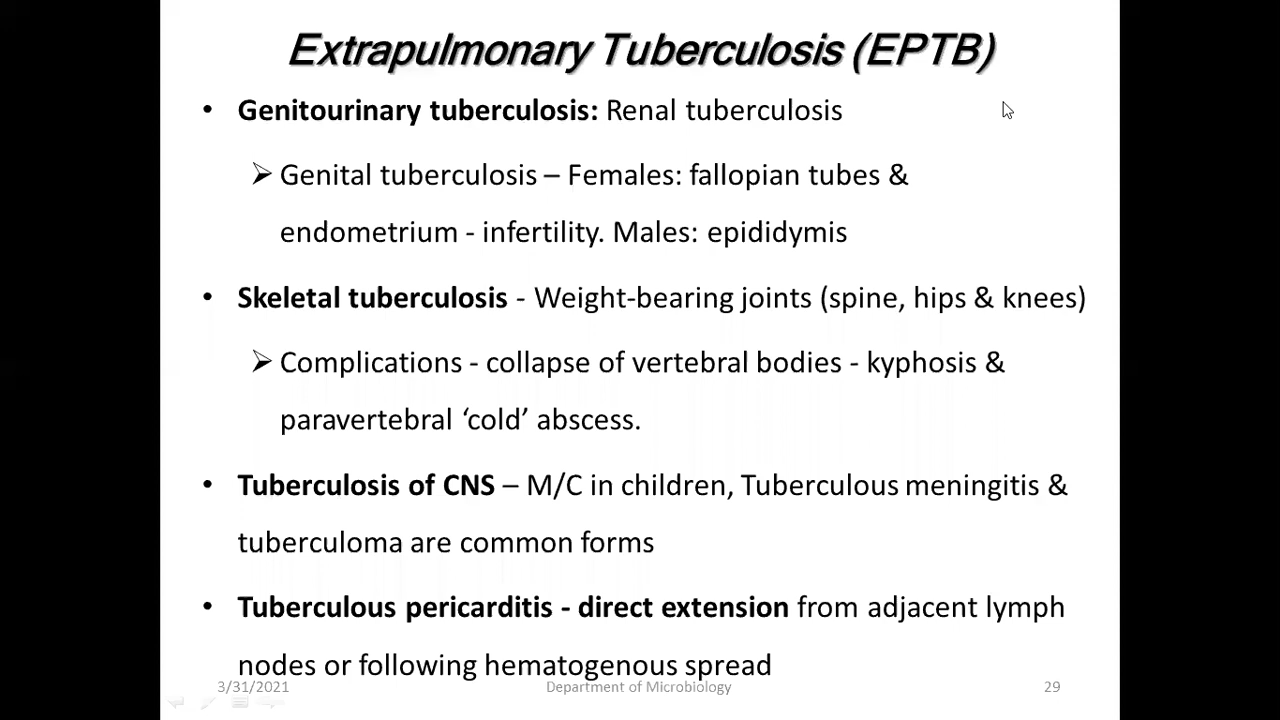 Extrapulmonary Tuberculosis (EPTB)
• Genitourinary tuberculosis: Renal tuberculosis
➢ Genital tuberculosis – Females: fallopian tubes &
endometrium - infertility. Males: epididymis
• Skeletal tuberculosis - Weight-bearing joints (spine, hips & knees)
➢ Complications - collapse of vertebral bodies - kyphosis &
paravertebral ‘cold’ abscess.
• Tuberculosis of CNS – M/C in children, Tuberculous meningitis &
tuberculoma are common forms
• Tuberculous pericarditis - direct extension from adjacent lymph
nodes or following hematogenous spread
3/31/2021 Department of Microbiology 29